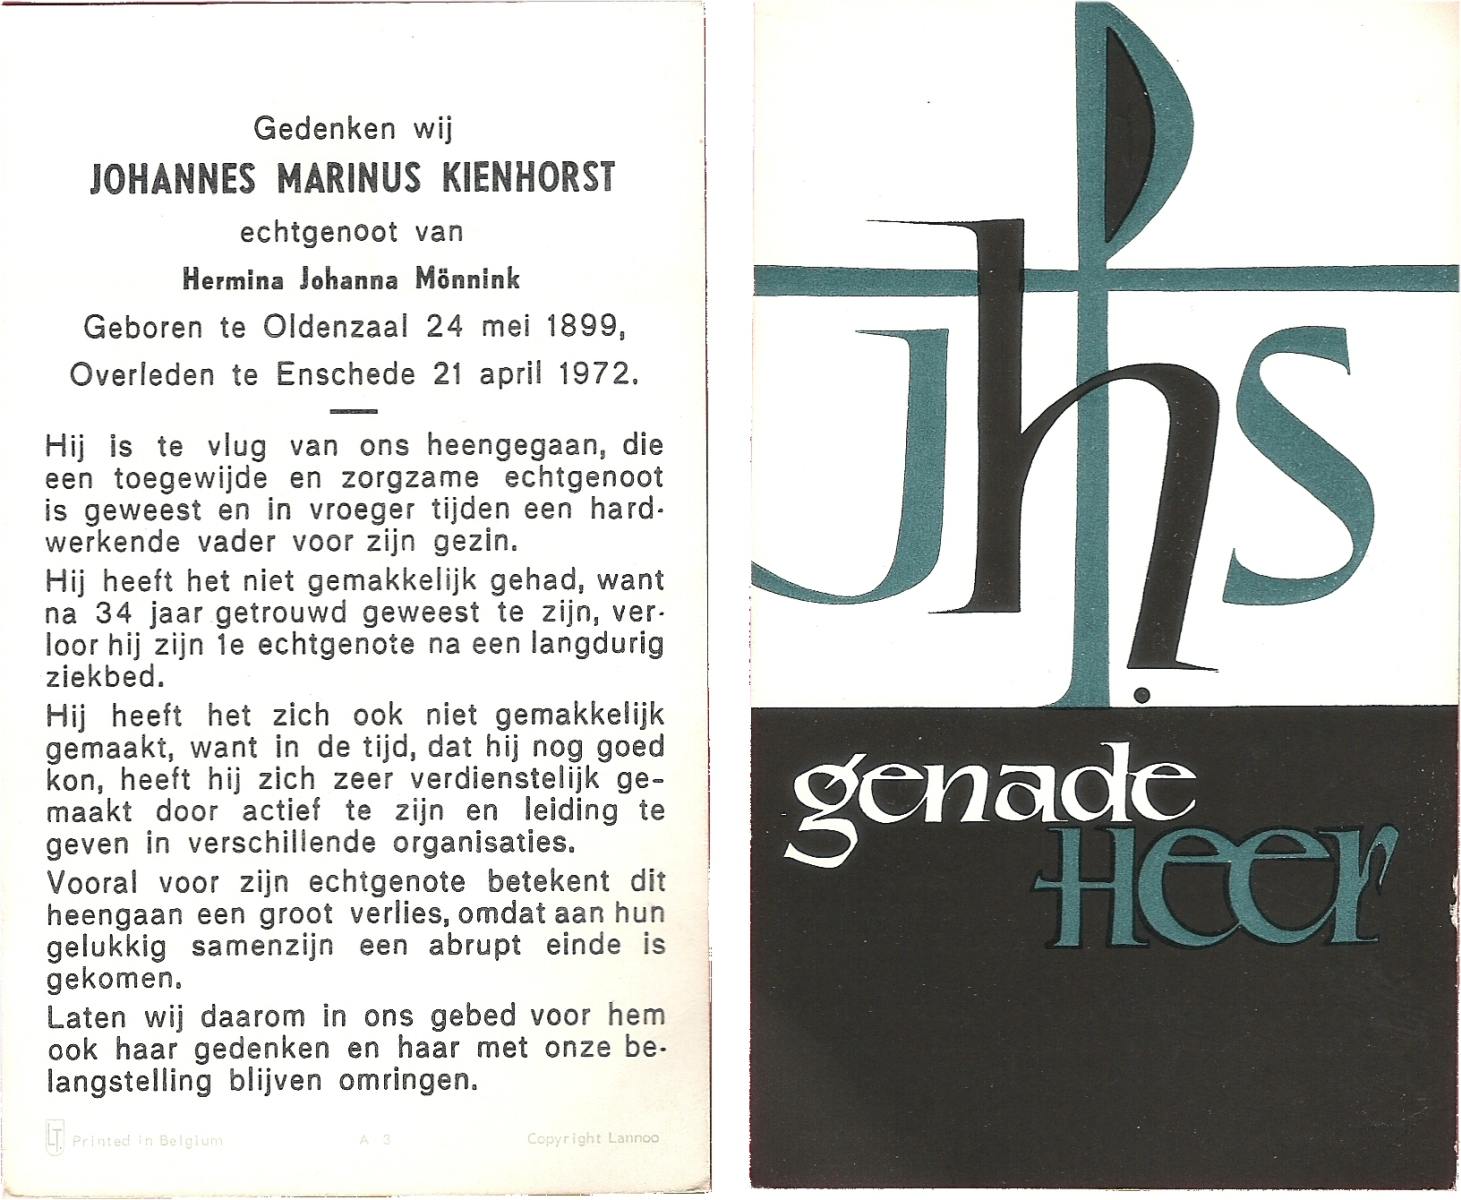 Gedenken wij
JOHANNES MARINUS KIENHORST
echtgenoot van
Hermina Johanna Mönnink
Geboren te Oldenzaal 24 mei 1899,
Overleden te Enschede 21 april 1972.
Hij is te vlug van ons heengegaan, die
een toegewijde en zorgzame echtgenoot
is geweest en in vroeger tijden een hard-
werkende vader voor zijn gezin.
Hij heeft het niet gemakkelijk gehad, want
na 34 jaar getrouwd geweest te zijn, ver-
loor hij zijn 1e echtgenote na een langdurig
ziekbed.
Hij heeft het zich ook niet gemakkelijk
gemaakt, want in de tijd, dat hij nog goed
kon, heeft hij zich zeer verdienstelijk ge-
maakt door actief te zijn en leiding te
geven in verschillende organisaties.
Vooral voor zijn echtgenote betekent dit
heengaan een groot verlies, omdat aan hun
gelukkig samenzijn een abrupt einde is
gekomen.
Laten wij daarom in ons gebed voor hem
ook haar gedenken en haar met onze be-
langstelling blijven omringen.
LT. Printed in Belgium A 3 Copyright Lannoo
jhs
genade
HEER